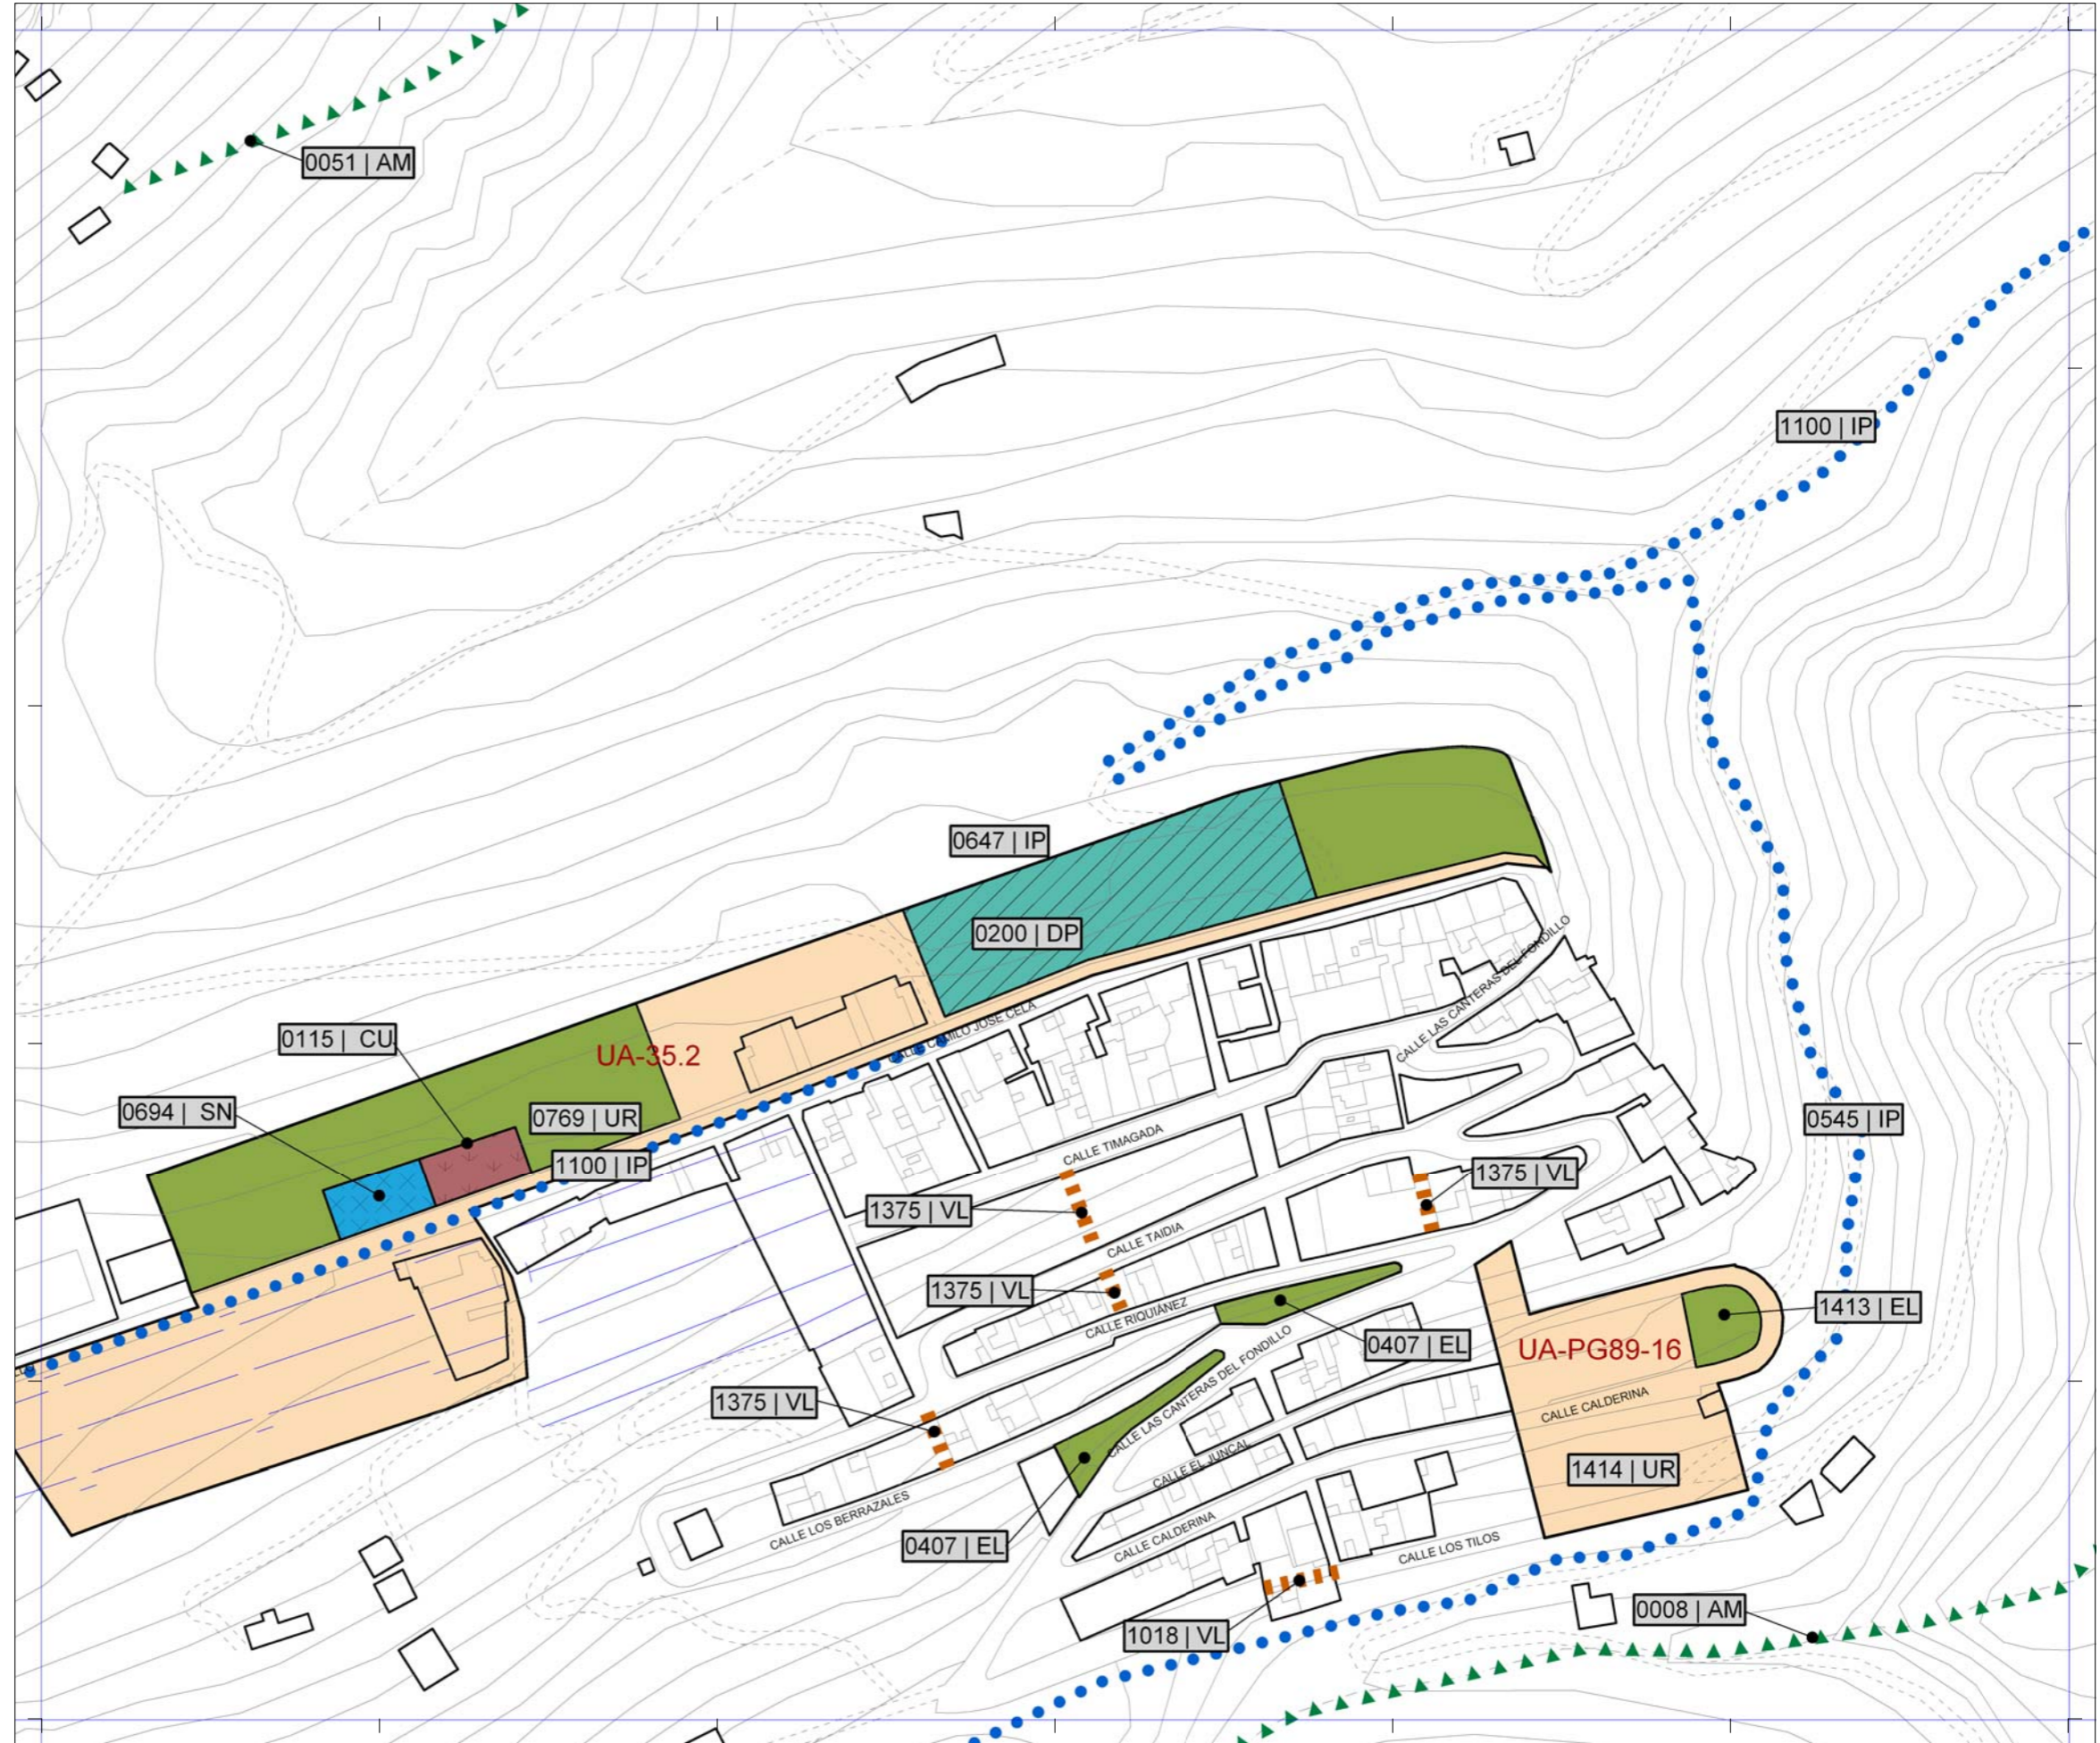 0051 | AM
1100 | IP
0647 | IP
0200 | DP
CALLE LAS CANTERAS DEL FONDILLO
CALLE CAMILO JOSE CELA
0115 | CU
UA-35.2
0694 | SN
0769 | UR
0545 | IP
CALLE TIMAGADA
1100 | IP
1375 | VL
1375 | VL
CALLE TAIDIA
1375 | VL
CALLE RIQUIÁNEZ
1413 | EL
0407 | EL
UA-PG89-16
1375 | VL
CALLE LAS CANTERAS DEL FONDILLO
CALLE CALDERINA
CALLE EL JUNCAL
1414 | UR
CALLE LOS BERRAZALES
0407 | EL
CALLE CALDERINA
CALLE LOS TILOS
0008 | AM
1018 | VL